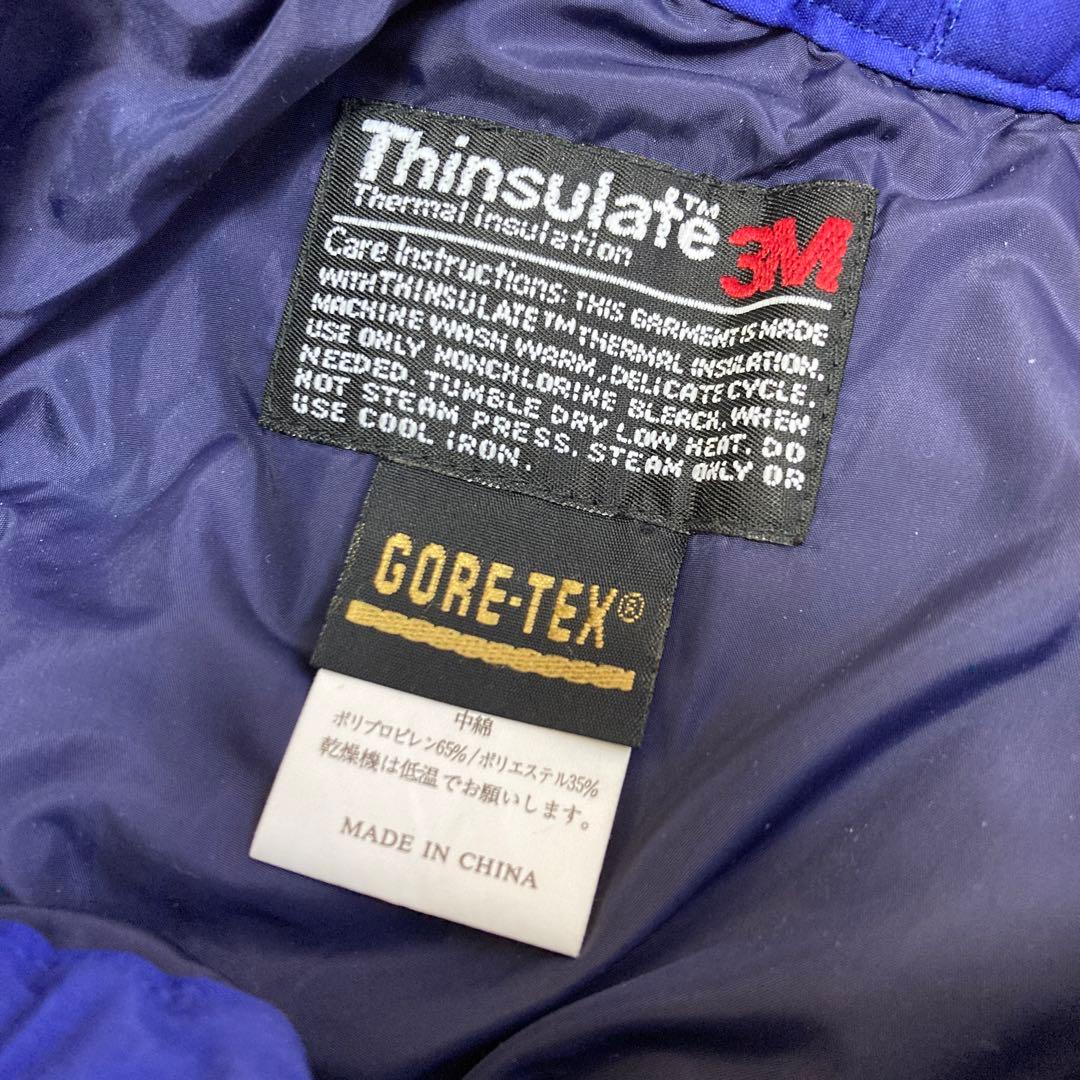 Thinsulate™
Thermal Insulation
3M
Care Instructions: THIS GARMENT IS MADE
WITH THINSULATE TM THERMAL INSULATION.
MACHINE WASH WARM, DELICATE CYCLE.
USE ONLY NONCHLORINE BLEACH, WHEN
NEEDED. TUMBLE DRY LOW HEAT. DO
NOT STEAM PRESS. STEAM ONLY OR
USE COOL IRON.
GORE-TEX®
中綿
ポリプロピレン65%/ポリエステル35%
乾燥機は低温でお願いします。
MADE IN CHINA